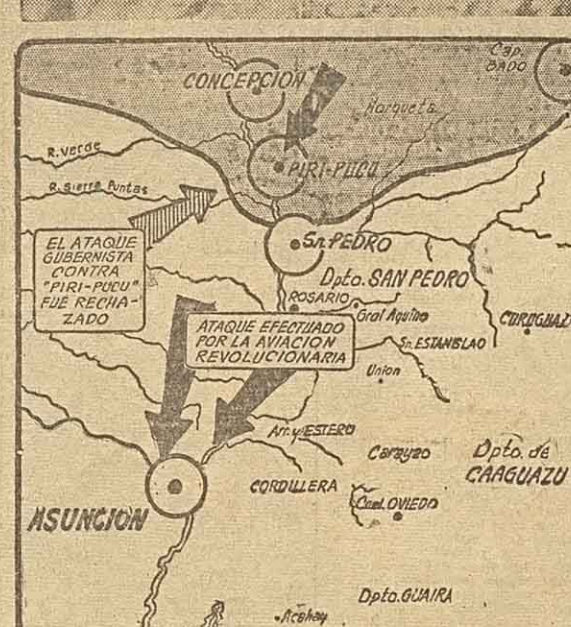 Cap.
BADO
CONCEPCION
Horqueta
R. verde
PIRI-PUCU
R. sierra Puntas
EL ATAQUE
GUBERNISTA
CONTRA
"PIRI-PUCU"
FUÉ RECHA-
ZADO
Sn. PEDRO
Dpto. SAN PEDRO
ROSARIO
Gral Aquino
ATAQUE EFECTUADO
POR LA AVIACION
REVOLUCIONARIA
Sn. ESTANISLAO
Union
Arr. y ESTERO
Carayao
Dpto. de
CAAGUAZU
CORDILLERA
Cnel. OVIEDO
ASUNCION
Dpto. GUAIRA
Acahay